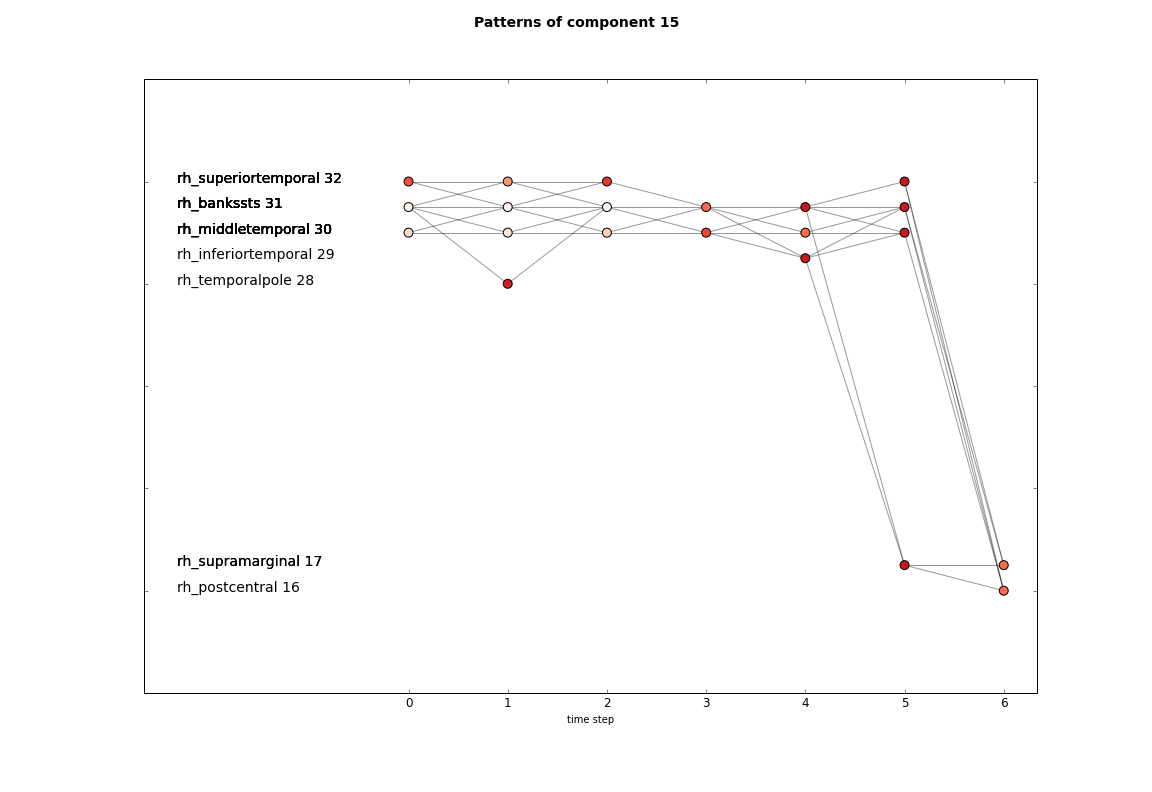 Patterns of component 15
rh_superiortemporal 32
rh_bankssts 31
rh_middletemporal 30
rh_inferiortemporal 29
rh_temporalpole 28
rh_supramarginal 17
rh_postcentral 16
0 1 2 3 4 5 6
time step